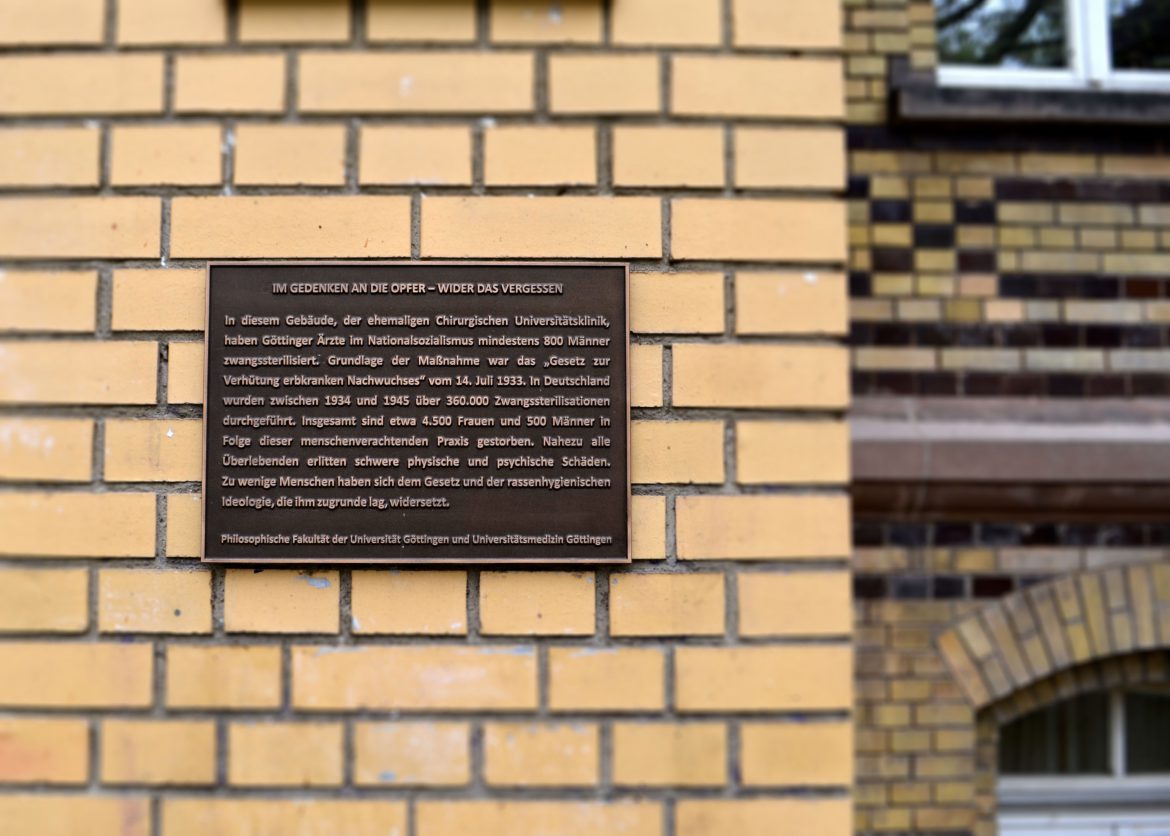 IM GEDENKEN AN DIE OPFER – WIDER DAS VERGESSEN
In diesem Gebäude, der ehemaligen Chirurgischen Universitätsklinik,
haben Göttinger Ärzte im Nationalsozialismus mindestens 800 Männer
zwangssterilisiert. Grundlage der Maßnahme war das „Gesetz zur
Verhütung erbkranken Nachwuchses“ vom 14. Juli 1933. In Deutschland
wurden zwischen 1934 und 1945 über 360.000 Zwangssterilisationen
durchgeführt. Insgesamt sind etwa 4.500 Frauen und 500 Männer in
Folge dieser menschenverachtenden Praxis gestorben. Nahezu alle
Überlebenden erlitten schwere physische und psychische Schäden.
Zu wenige Menschen haben sich dem Gesetz und der rassenhygienischen
Ideologie, die ihm zugrunde lag, widersetzt.
Philosophische Fakultät der Universität Göttingen und Universitätsmedizin Göttingen